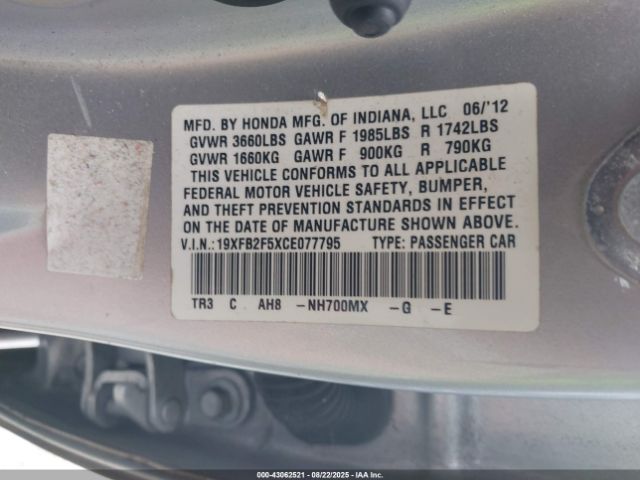 MFD. BY HONDA MFG. OF INDIANA, LLC 06/'12
GVWR 3660LBS GAWR F 1985LBS R 1742LBS
GVWR 1660KG GAWR F 900KG R 790KG
THIS VEHICLE CONFORMS TO ALL APPLICABLE
FEDERAL MOTOR VEHICLE SAFETY, BUMPER,
AND THEFT PREVENTION STANDARDS IN EFFECT
ON THE DATE OF MANUFACTURE SHOWN ABOVE.
V.I.N.:19XFB2F5XCE077795 TYPE: PASSENGER CAR
TR3 C AH8 -NH700MX -G -E
000-43062521 - 08/22/2025 - IAAI.COM